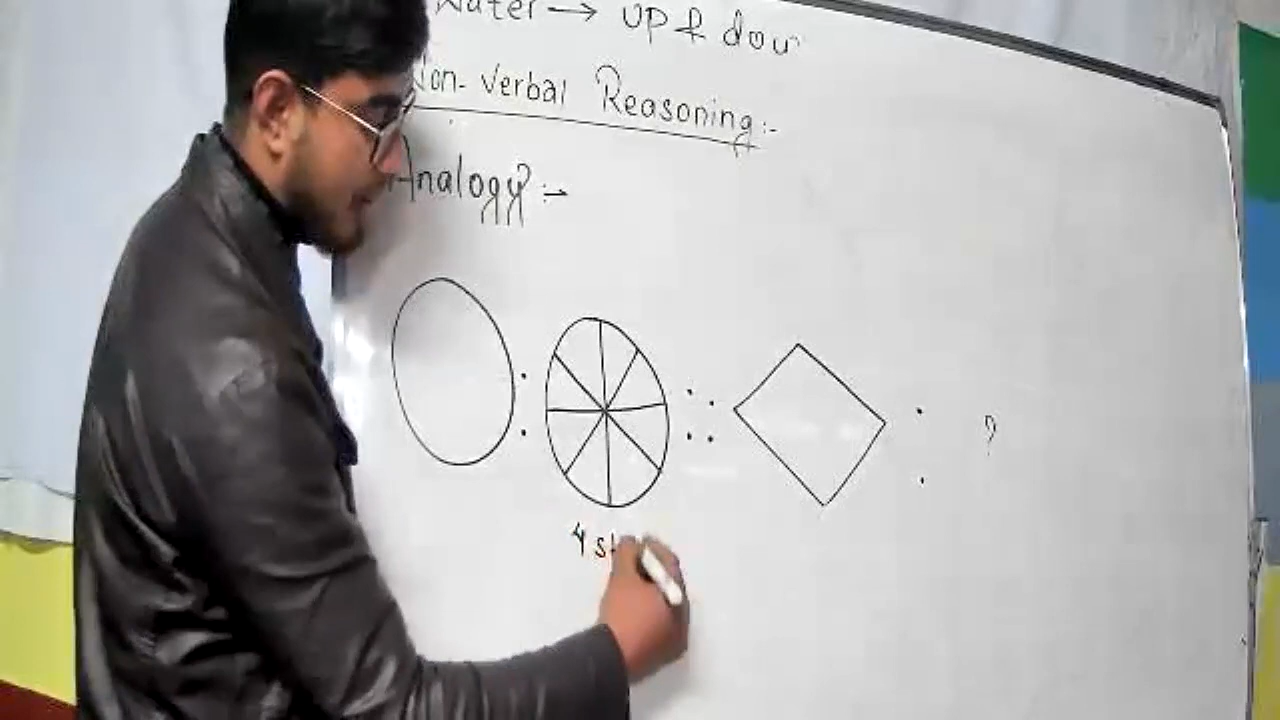 Water → UP & dow
Non-Verbal Reasoning:-
Analogy:-
: :: : ?
4 st